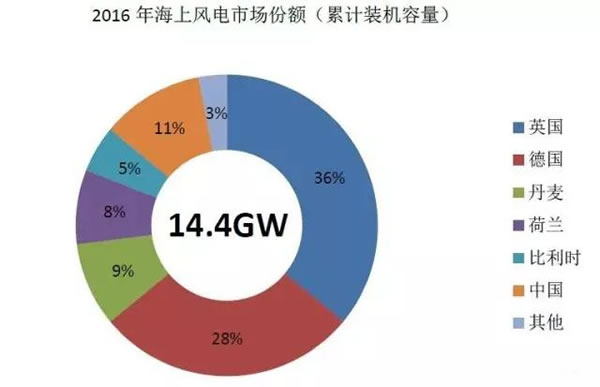 2016 年海上风电市场份额（累计装机容量）
3%
11%
36%
5%
8%
14.4GW
9%
28%
英国
德国
丹麦
荷兰
比利时
中国
其他